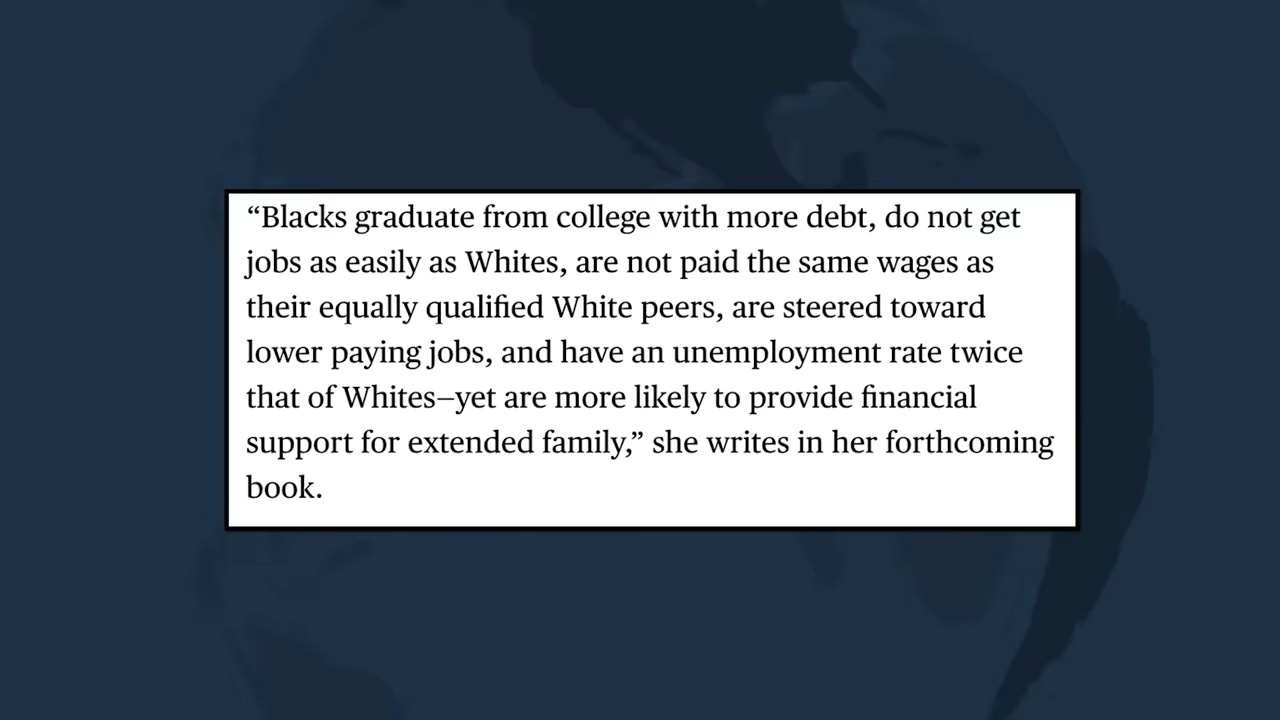 “Blacks graduate from college with more debt, do not get
jobs as easily as Whites, are not paid the same wages as
their equally qualified White peers, are steered toward
lower paying jobs, and have an unemployment rate twice
that of Whites—yet are more likely to provide financial
support for extended family,” she writes in her forthcoming
book.